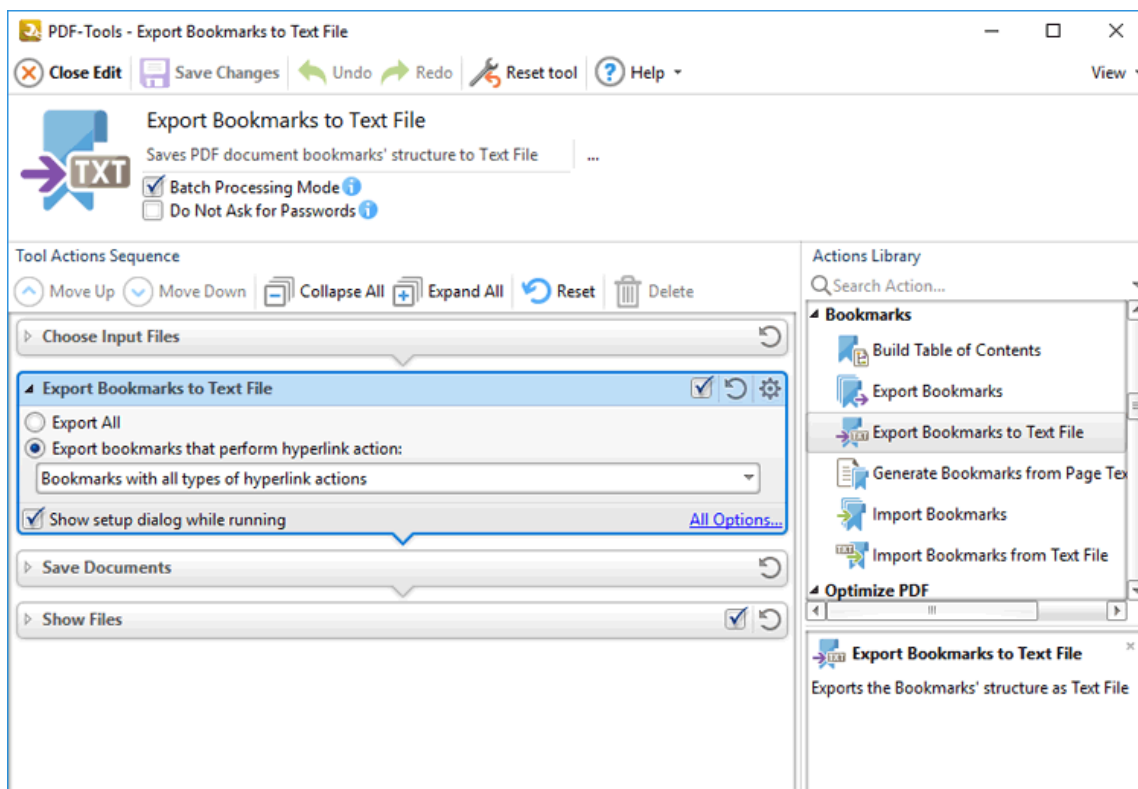 PDF-Tools - Export Bookmarks to Text File
Close Edit Save Changes Undo Redo Reset tool Help View
Export Bookmarks to Text File
Saves PDF document bookmarks' structure to Text File ...
TXT
Batch Processing Mode
Do Not Ask for Passwords
Tool Actions Sequence
Move Up Move Down Collapse All Expand All Reset Delete
Choose Input Files
Export Bookmarks to Text File
Export All
Export bookmarks that perform hyperlink action:
Bookmarks with all types of hyperlink actions
Show setup dialog while running All Options...
Save Documents
Show Files
Actions Library
Search Action...
Bookmarks
Build Table of Contents
Export Bookmarks
Export Bookmarks to Text File
Generate Bookmarks from Page Tex
Import Bookmarks
Import Bookmarks from Text File
Optimize PDF
Export Bookmarks to Text File
Exports the Bookmarks' structure as Text File